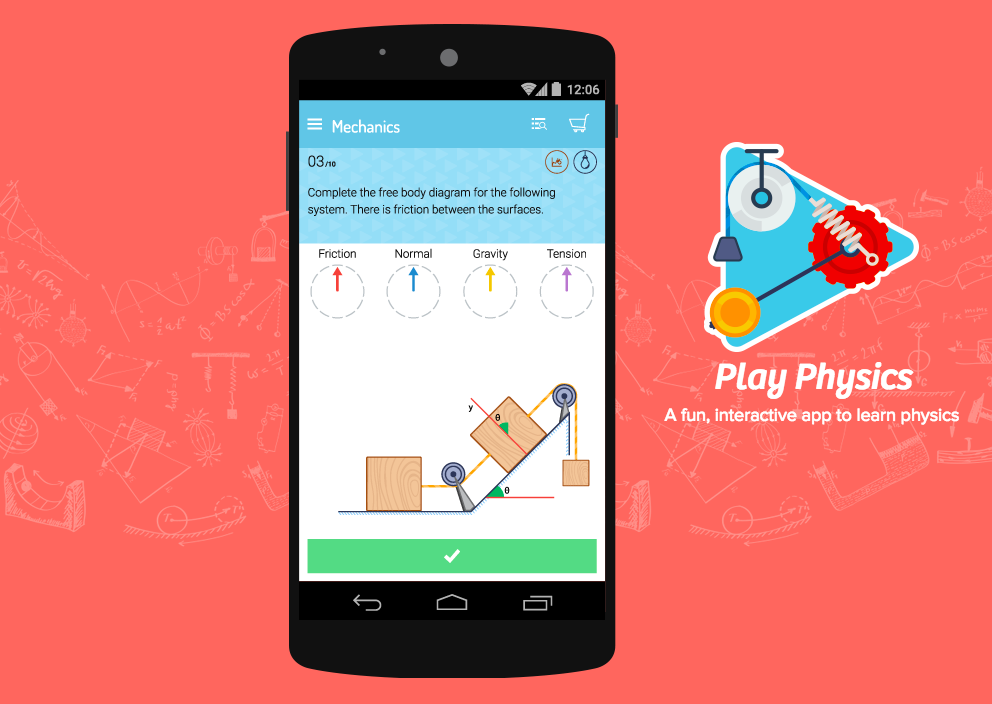 12:06
Mechanics
03/10
Complete the free body diagram for the following
system. There is friction between the surfaces.
Friction Normal Gravity Tension
y
θ
θ
Play Physics
A fun, interactive app to learn physics